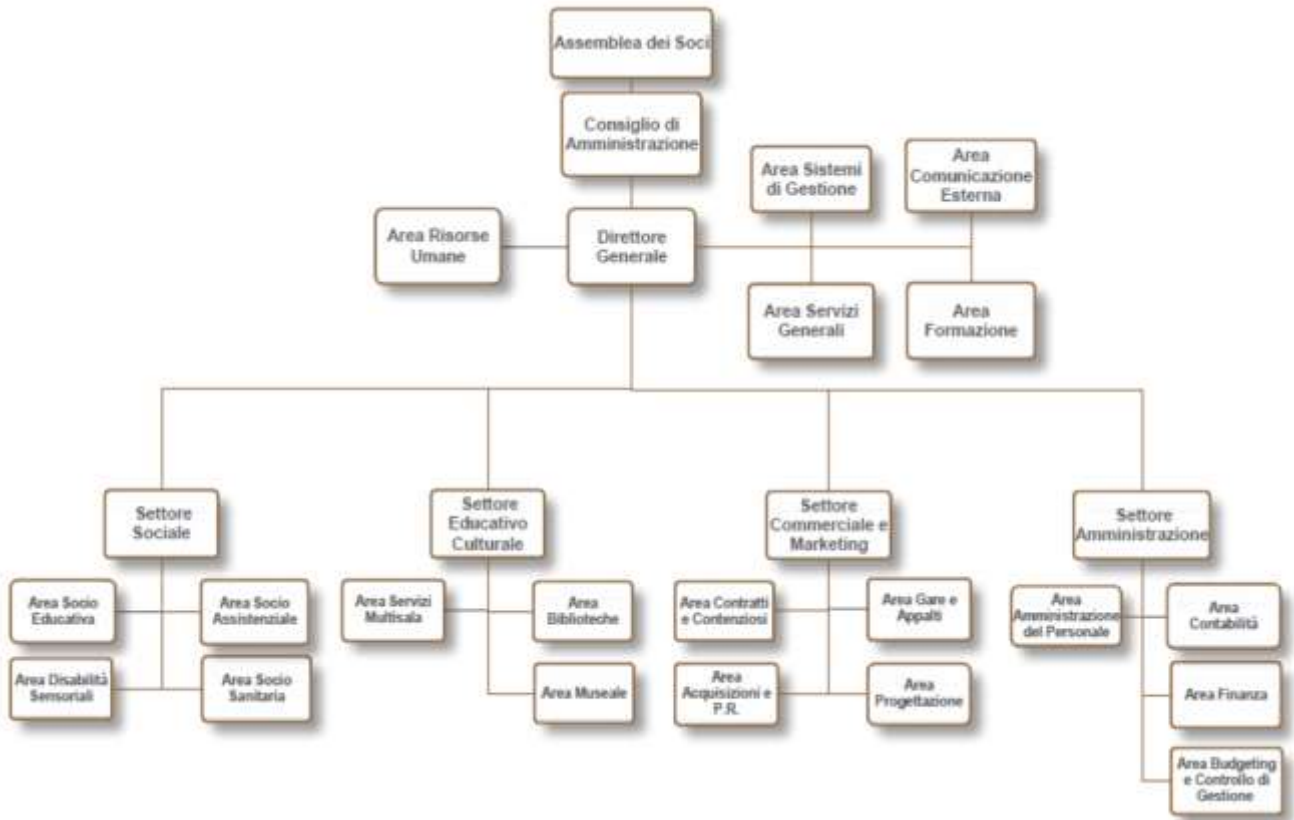 Assemblea dei Soci
Consiglio di
Amministrazione
Area Sistemi
di Gestione
Area
Comunicazione
Esterna
Area Risorse
Umane
Direttore
Generale
Area Servizi
Generali
Area
Formazione
Settore
Sociale
Settore
Educativo
Culturale
Settore
Commerciale e
Marketing
Settore
Amministrazione
Area Socio
Educativa
Area Socio
Assistenziale
Area Servizi
Multisala
Area
Biblioteche
Area Contratti
e Contenziosi
Area Gare e
Appalti
Area
Amministrazione
del Personale
Area
Contabilità
Area Disabilità
Sensoriali
Area Socio
Sanitaria
Area Museale
Area
Acquisizioni e
P.R.
Area
Progettazione
Area Finanza
Area Budgeting
e Controllo di
Gestione